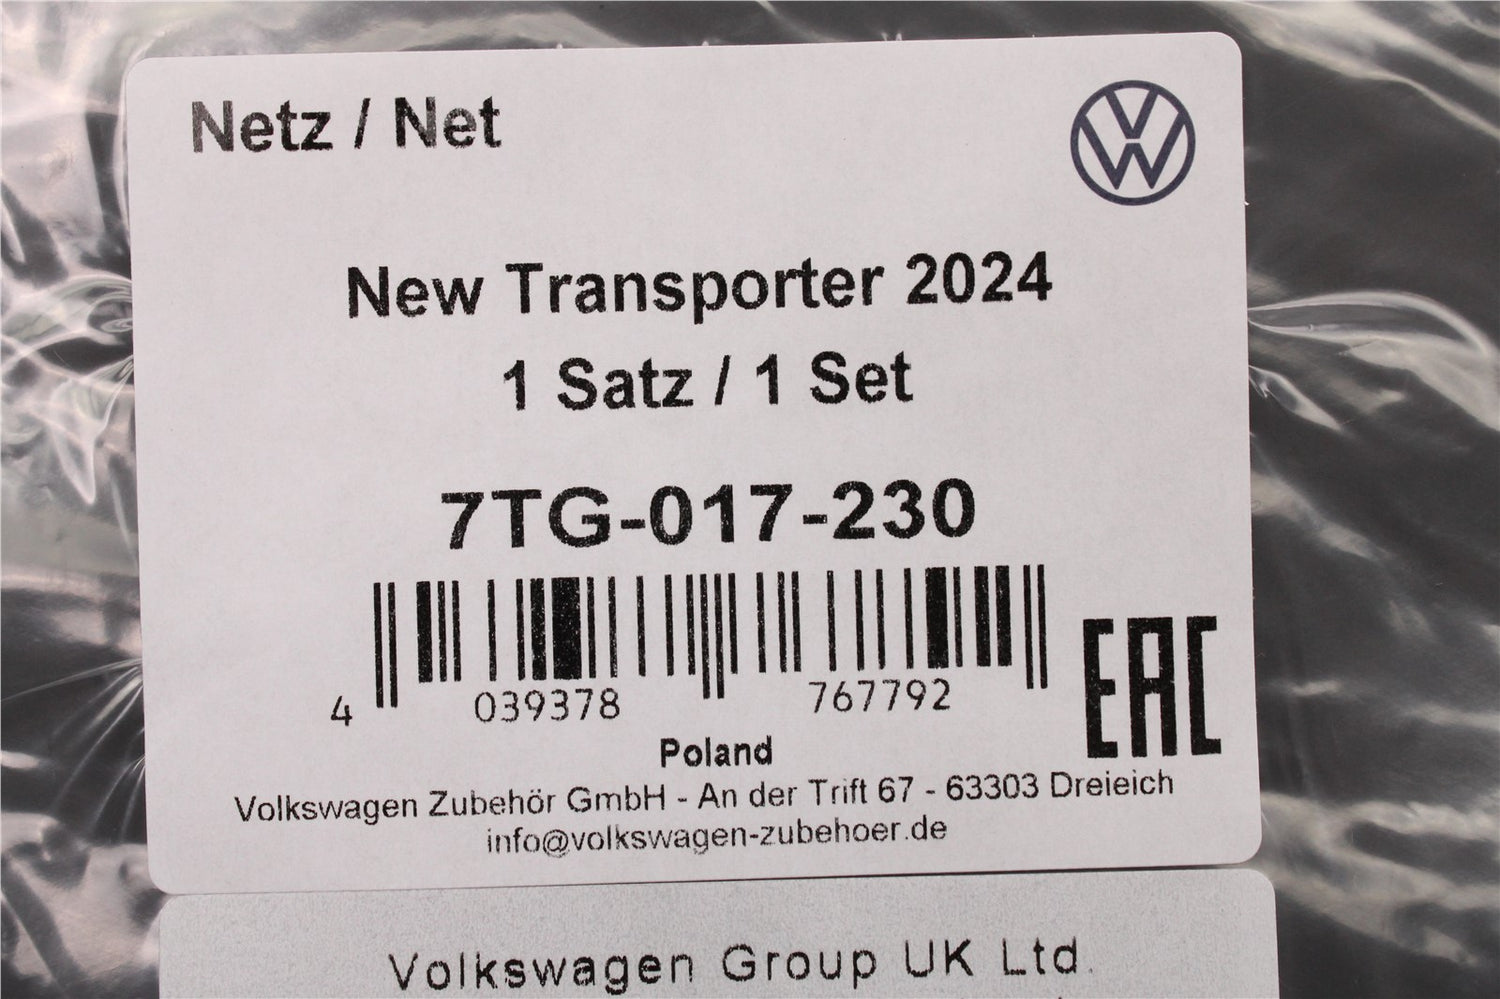 Netz / Net
New Transporter 2024
1 Satz / 1 Set
7TG-017-230
4 039378 767792
EAC
Poland
Volkswagen Zubehör GmbH - An der Trift 67 - 63303 Dreieich
info@volkswagen-zubehoer.de
Volkswagen Group UK Ltd.